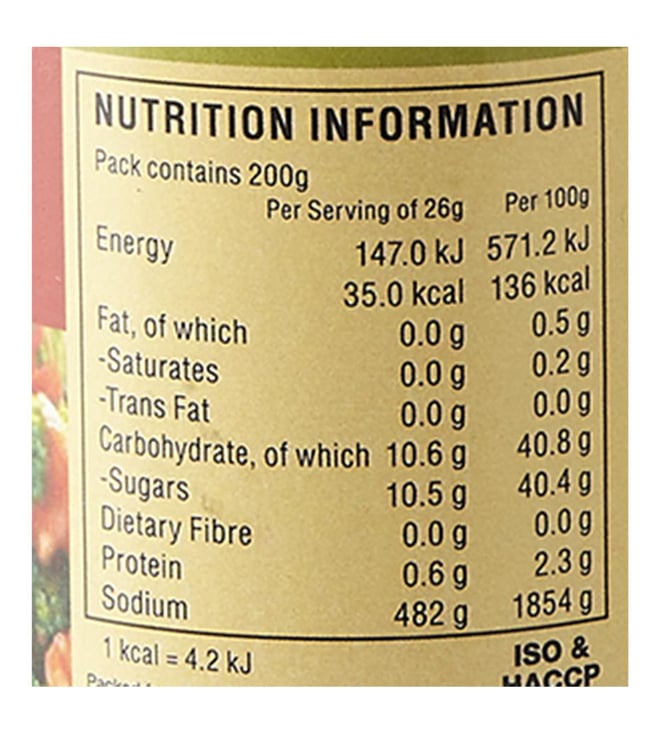 NUTRITION INFORMATION
Pack contains 200g
Per Serving of 26g Per 100g
Energy 147.0 kJ 571.2 kJ
35.0 kcal 136 kcal
Fat, of which 0.0 g 0.5 g
-Saturates 0.0 g 0.2 g
-Trans Fat 0.0 g 0.0 g
Carbohydrate, of which 10.6 g 40.8 g
-Sugars 10.5 g 40.4 g
Dietary Fibre 0.0 g 0.0 g
Protein 0.6 g 2.3 g
Sodium 482 g 1854 g
1 kcal = 4.2 kJ
ISO &
HACCP